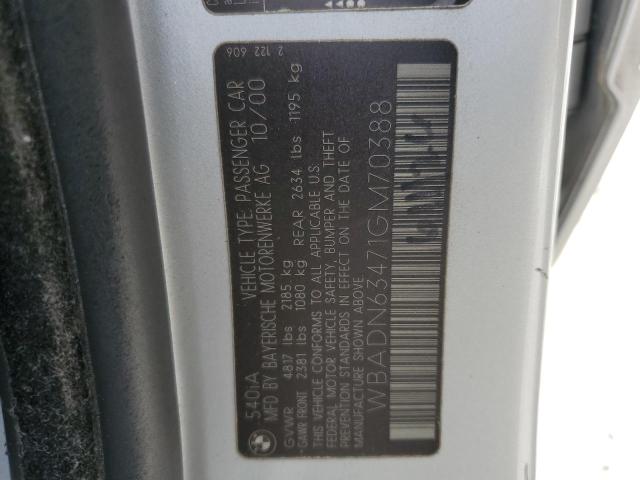 2 122 606
540iA
VEHICLE TYPE: PASSENGER CAR
MFD BY BAYERISCHE MOTORENWERKE AG 10/00
GVWR 4817 lbs 2185 kg
GAWR FRONT 2381 lbs 1080 kg REAR 2634 lbs 1195 kg
THIS VEHICLE CONFORMS TO ALL APPLICABLE U.S.
FEDERAL MOTOR VEHICLE SAFETY, BUMPER AND THEFT
PREVENTION STANDARDS IN EFFECT ON THE DATE OF
MANUFACTURE SHOWN ABOVE.
WBADN63471GM70388